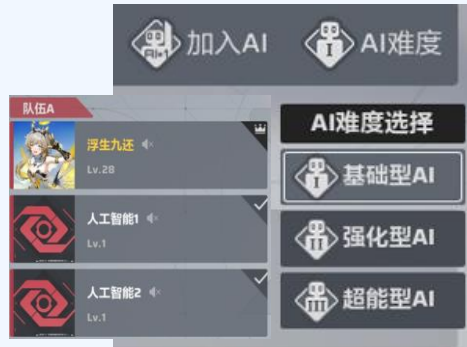 加入AI
AI难度
队伍A
浮生九还
Lv.28
人工智能1
Lv.1
人工智能2
Lv.1
AI难度选择
基础型AI
强化型AI
超能型AI